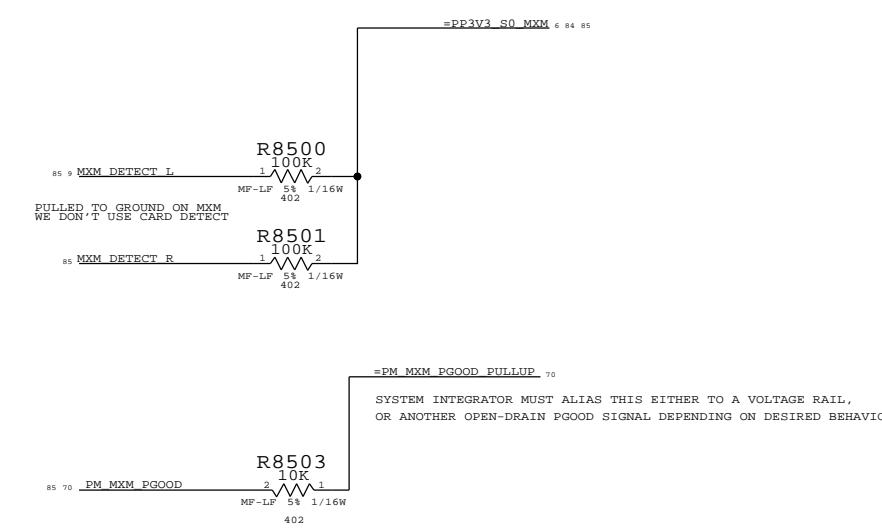 =PP3V3_S0_MXM 6 84 85
R8500
100K
85 9 MXM_DETECT_L 1 2
MF-LF 5% 1/16W
402
PULLED TO GROUND ON MXM
WE DON'T USE CARD DETECT
R8501
100K
85 MXM_DETECT_R 1 2
MF-LF 5% 1/16W
402
=PM_MXM_PGOOD_PULLUP 70
SYSTEM INTEGRATOR MUST ALIAS THIS EITHER TO A VOLTAGE RAIL,
OR ANOTHER OPEN-DRAIN PGOOD SIGNAL DEPENDING ON DESIRED BEHAVIO
R8503
10K
85 70 PM_MXM_PGOOD 2 1
MF-LF 5% 1/16W
402